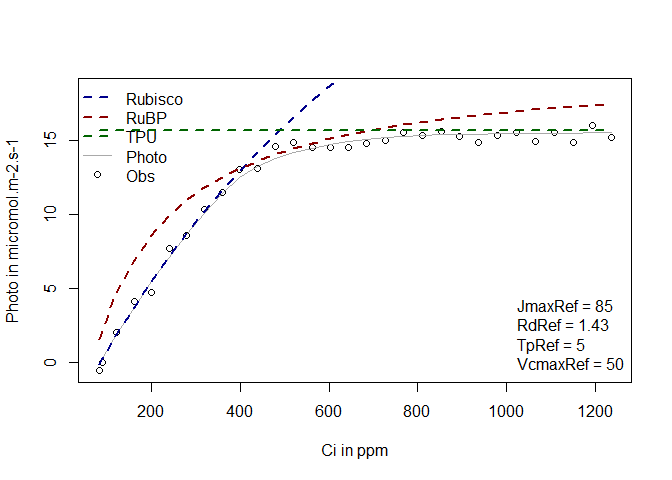 Rubisco
RuBP
TPU
Photo
Obs
Photo in micromol.m-2.s-1
15
10
5
0
JmaxRef = 85
RdRef = 1.43
TpRef = 5
VcmaxRef = 50
200 400 600 800 1000 1200
Ci in ppm